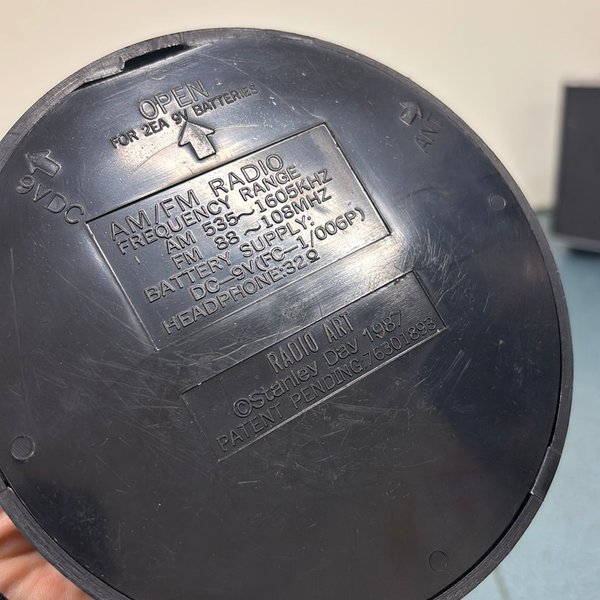 OPEN
FOR 2EA 9V BATTERIES
9VDC
ANT
AM/FM RADIO
FREQUENCY RANGE
AM 535~1605KHZ
FM 88~108MHZ
BATTERY SUPPLY:
DC-9V(FC-1/006P)
HEADPHONE:32Ω
RADIO ART
©Stanley Day 1987
PATENT PENDING:76301893